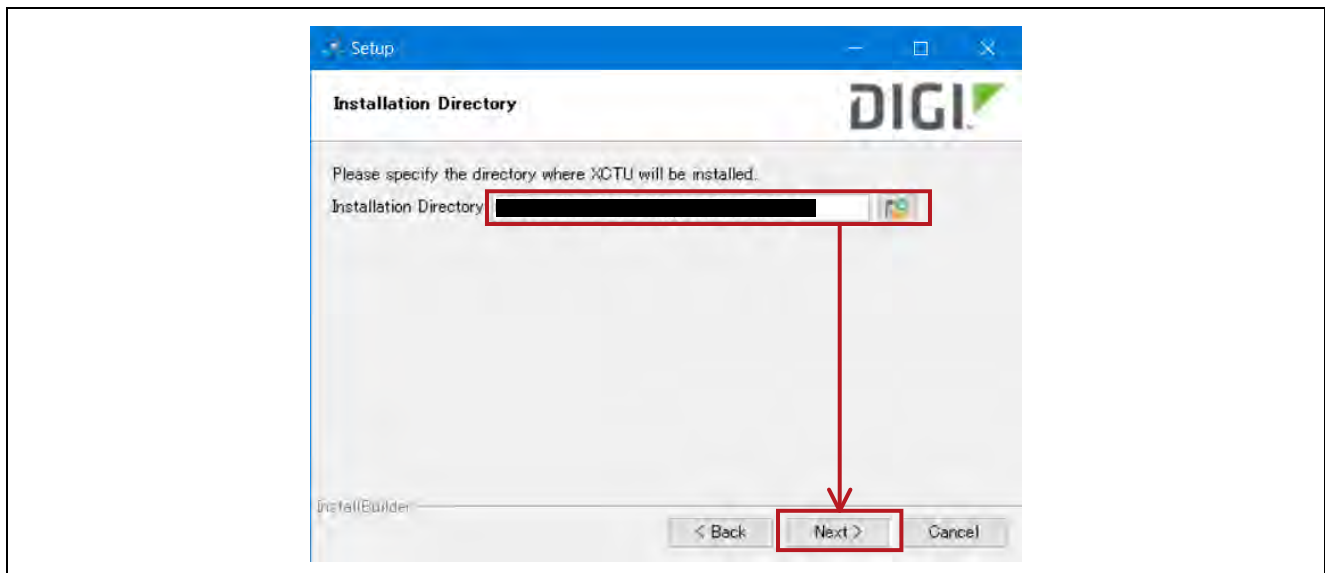 Setup
Installation Directory
DIGI
Please specify the directory where XCTU will be installed.
Installation Directory
InstallBuilder
< Back Next > Cancel